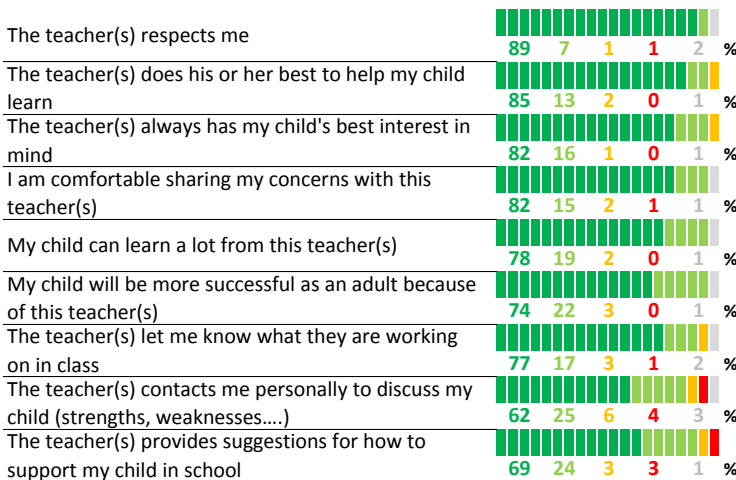 The teacher(s) respects me
89 7 1 1 2 %
The teacher(s) does his or her best to help my child
learn
85 13 2 0 1 %
The teacher(s) always has my child's best interest in
mind
82 16 1 0 1 %
I am comfortable sharing my concerns with this
teacher(s)
82 15 2 1 1 %
My child can learn a lot from this teacher(s)
78 19 2 0 1 %
My child will be more successful as an adult because
of this teacher(s)
74 22 3 0 1 %
The teacher(s) let me know what they are working
on in class
77 17 3 1 2 %
The teacher(s) contacts me personally to discuss my
child (strengths, weaknesses....)
62 25 6 4 3 %
The teacher(s) provides suggestions for how to
support my child in school
69 24 3 3 1 %